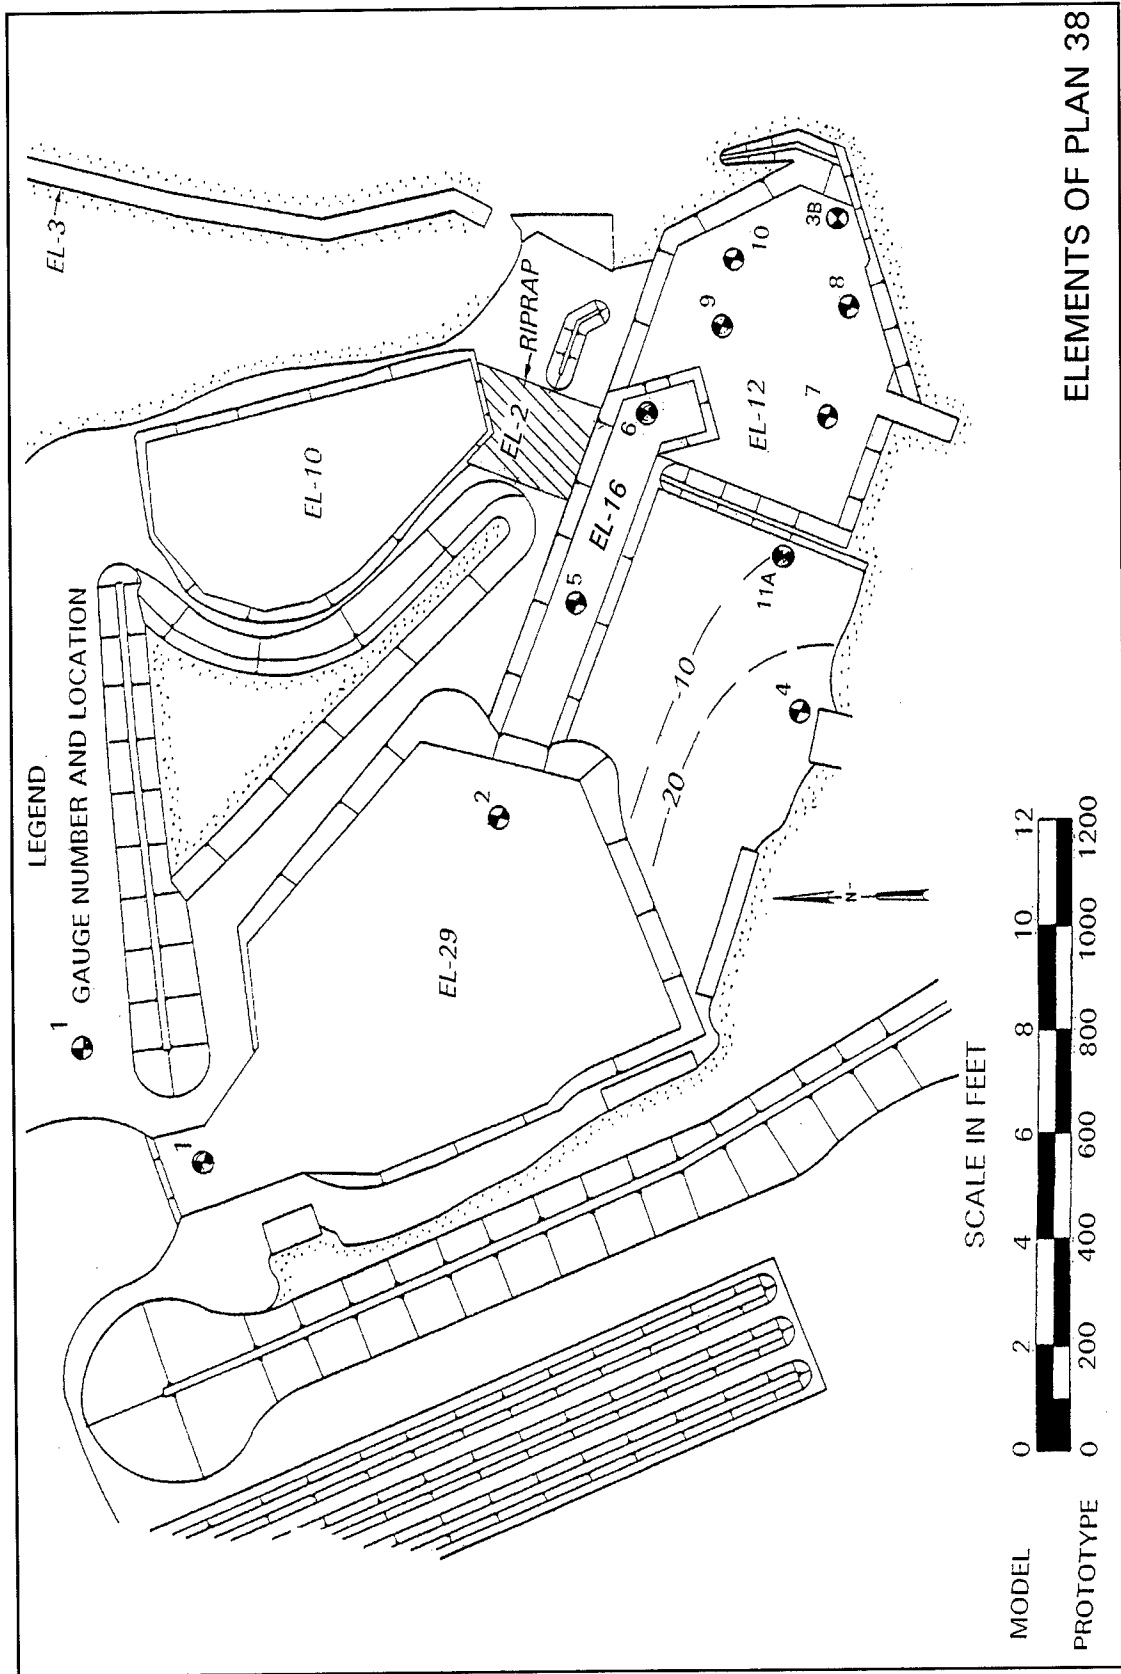 LEGEND
1 GAUGE NUMBER AND LOCATION
EL-3
1
EL-10
RIPRAP
EL-2
2
EL-29
5
EL-16
6
9
10
3B
8
EL-12
7
11A
4
-10
-20
N
SCALE IN FEET
MODEL 0 2 4 6 8 10 12
PROTOTYPE 0 200 400 600 800 1000 1200
ELEMENTS OF PLAN 38